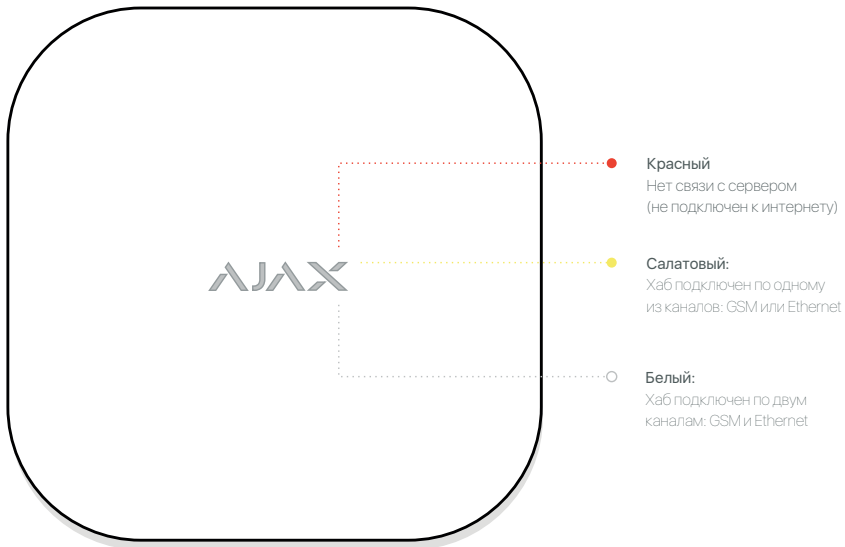 Красный
Нет связи с сервером
(не подключен к интернету)
AJAX
Салатовый:
Хаб подключен по одному
из каналов: GSM или Ethernet
Белый:
Хаб подключен по двум
каналам: GSM и Ethernet